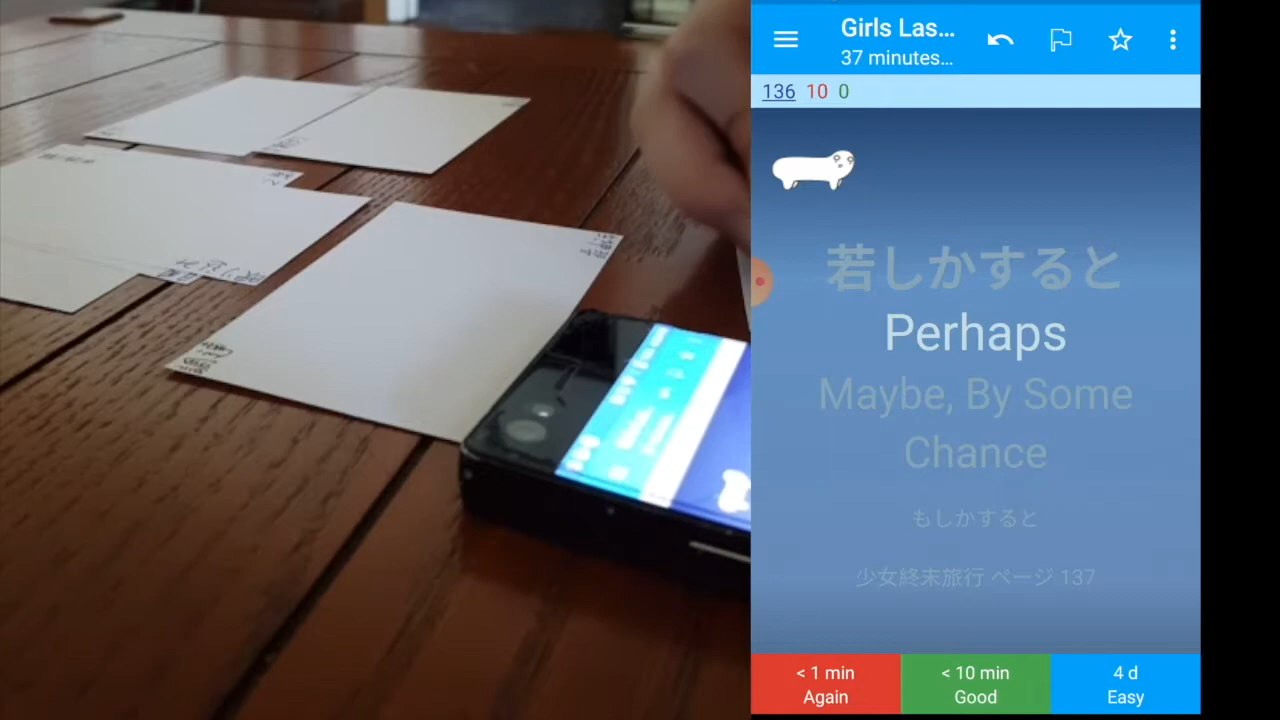 Girls Las...
37 minutes...
136 10 0
若しかすると
Perhaps
Maybe, By Some
Chance
もしかすると
少女終末旅行 ページ 137
< 1 min
Again
< 10 min
Good
4 d
Easy